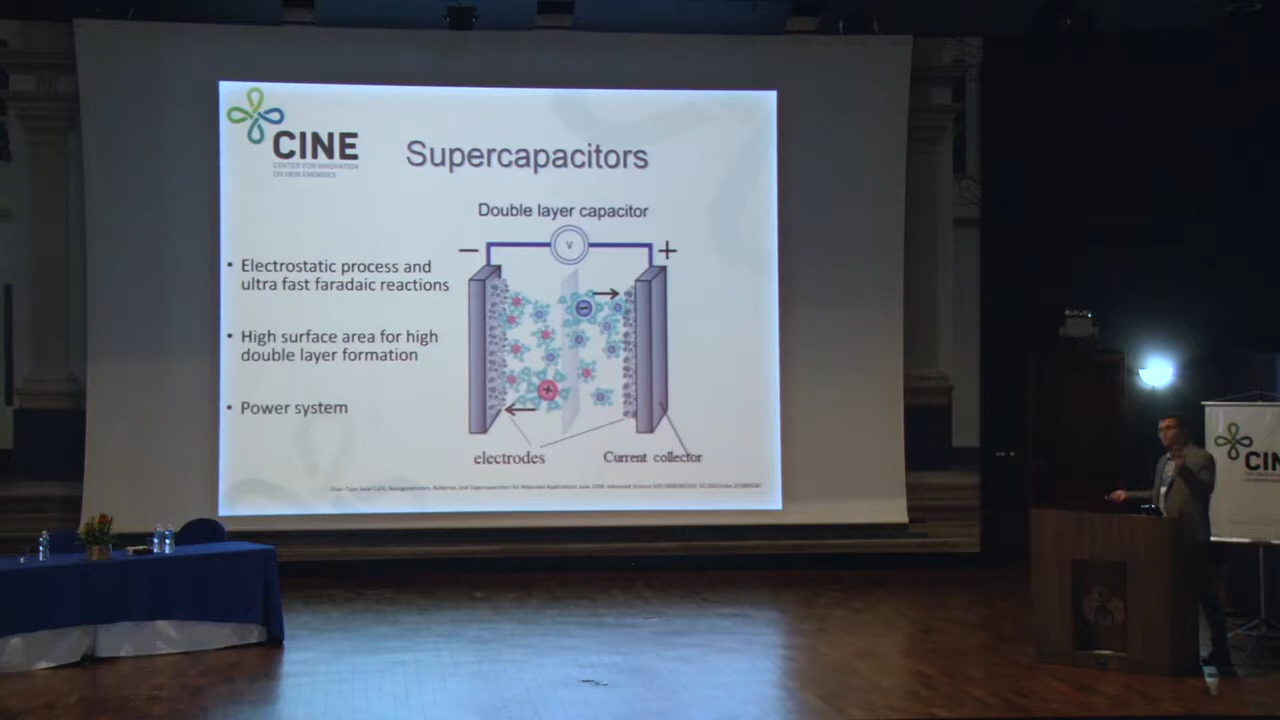 CINE
CENTER FOR INNOVATION
ON NEW ENERGIES
Supercapacitors
Double layer capacitor
− V +
• Electrostatic process and
ultra fast faradaic reactions
• High surface area for high
double layer formation
• Power system
electrodes
Current collector
CIN